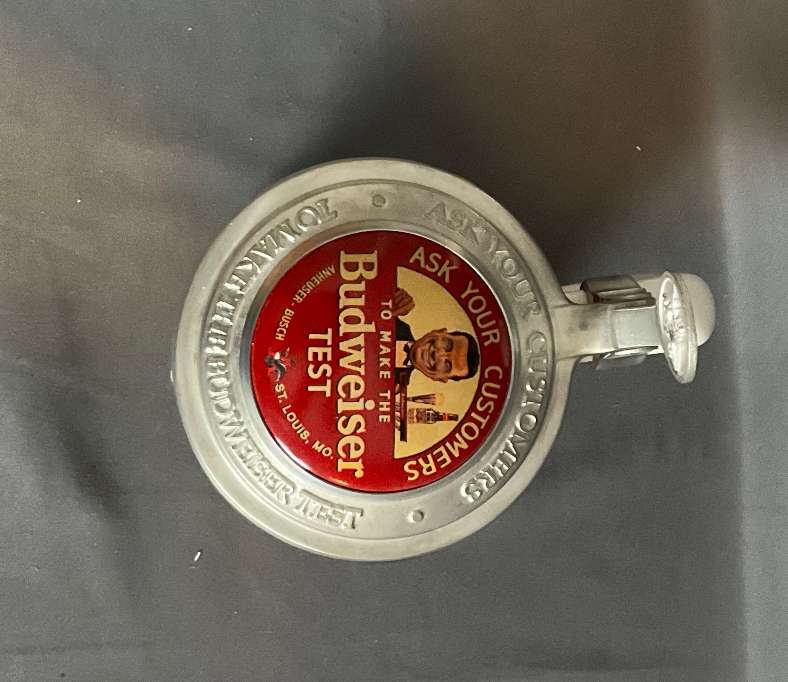 ASK YOUR CUSTOMERS
TO MAKE THE BUDWEISER TEST
ASK YOUR CUSTOMERS
TO MAKE THE
Budweiser
TEST
ANHEUSER-BUSCH
ST. LOUIS, MO.